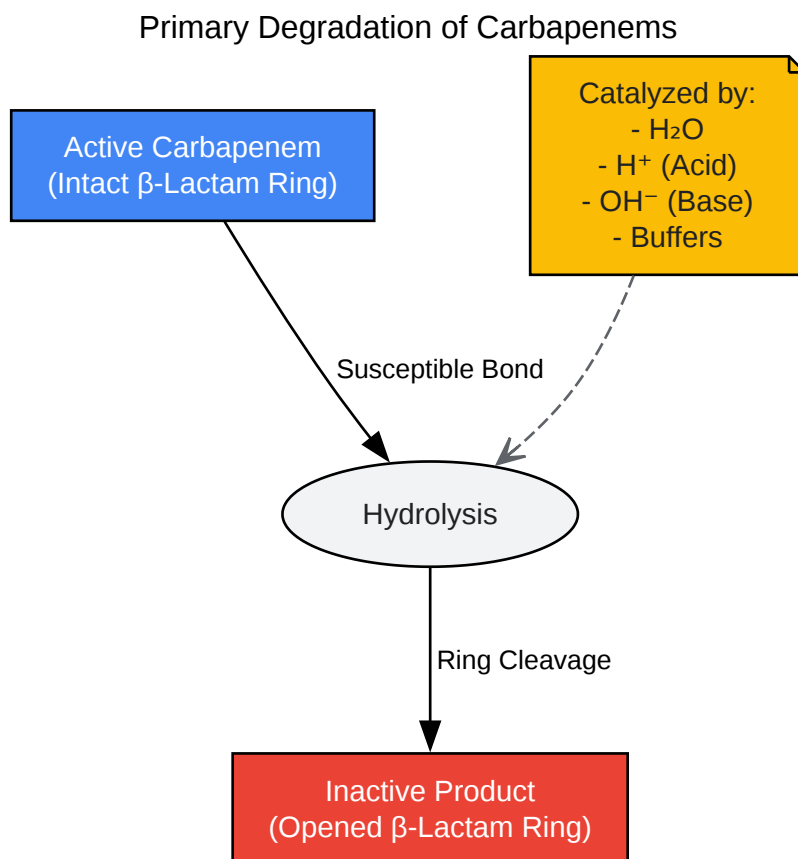 Primary Degradation of Carbapenems
Active Carbapenem
(Intact β-Lactam Ring)
Catalyzed by:
- H₂O
- H⁺ (Acid)
- OH⁻ (Base)
- Buffers
Susceptible Bond
Hydrolysis
Ring Cleavage
Inactive Product
(Opened β-Lactam Ring)